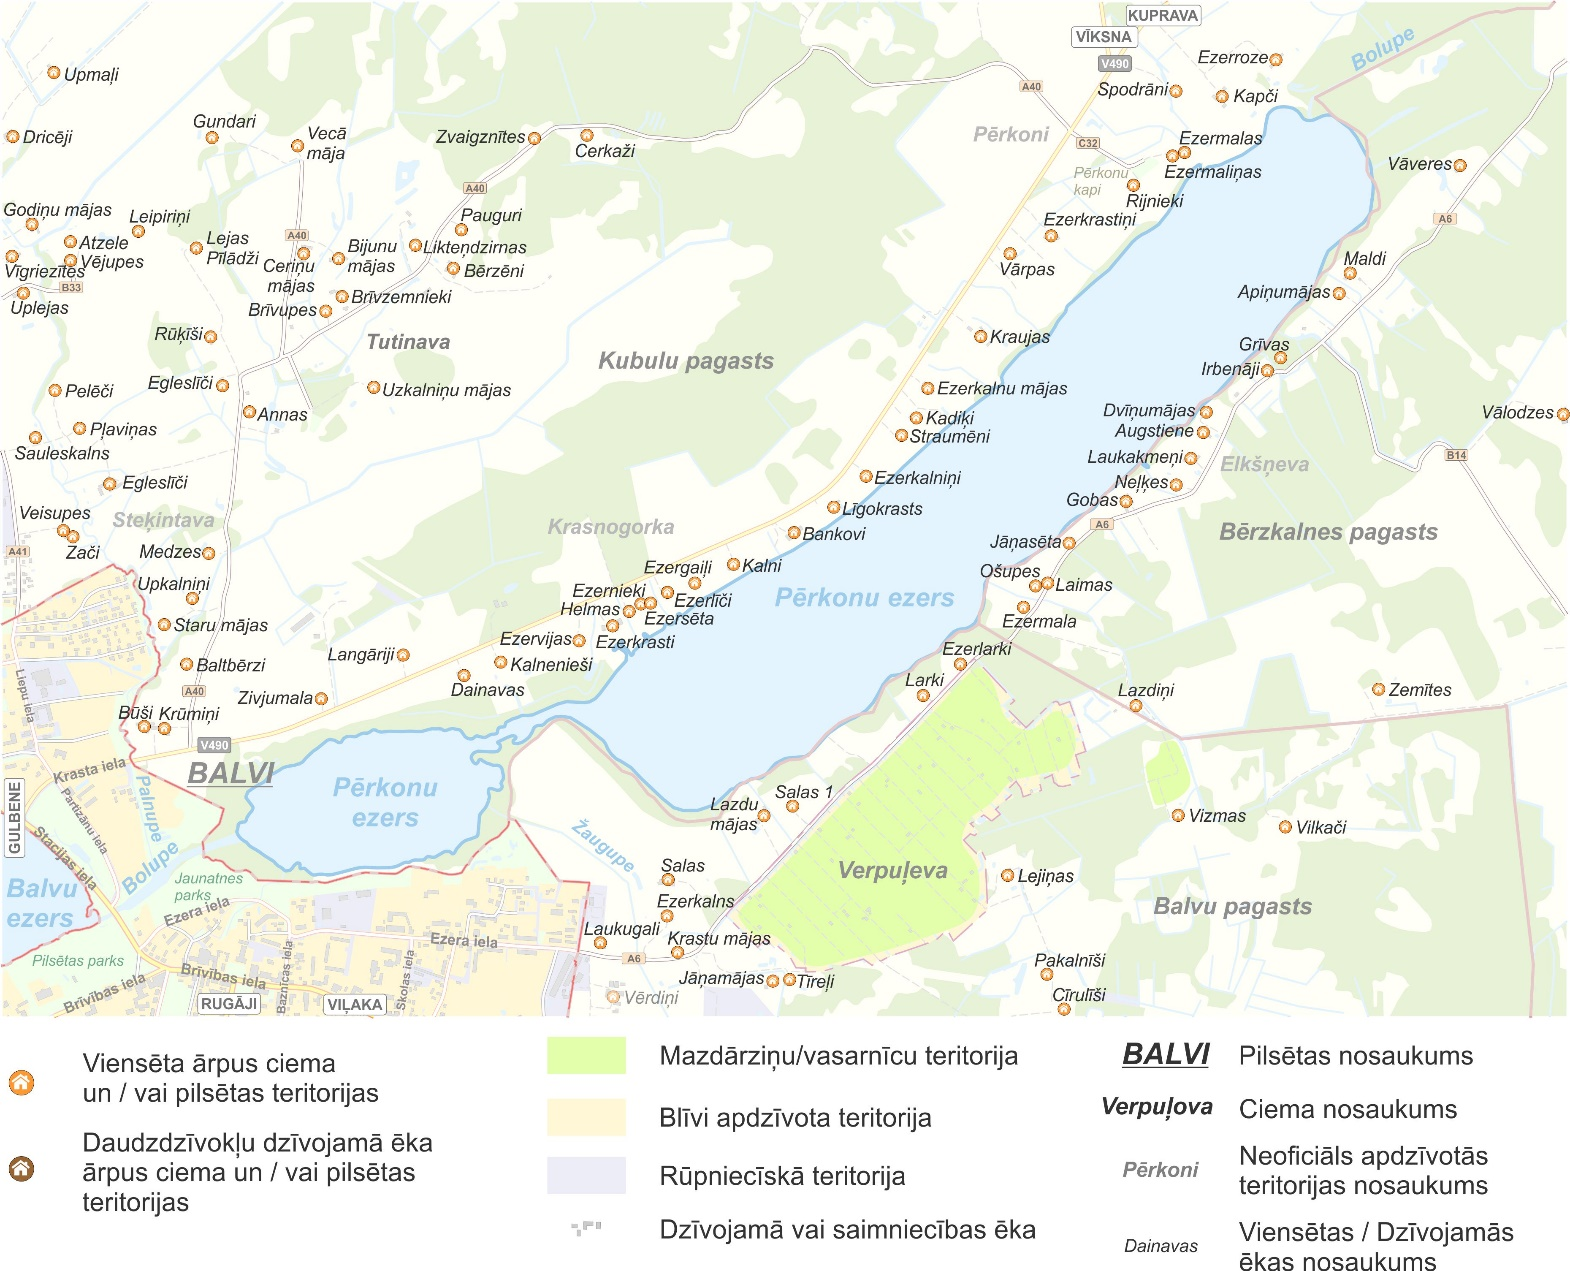 KUPRAVA
VĪKSNA
V490
Bolupe
Ezerroze
Upmaļi
Spodrāni
Kapči
A40
Gundari
Dricēji
Vecā
māja
Zvaigznītes
Cerkaži
Pērkoni
C32
Ezermalas
Ezermaliņas
Vāveres
Pērkonu
kapi
Rijnieki
A40
Godiņu mājas
Leipiriņi
Pauguri
Ezerkrastiņi
A6
Atzele
Vējupes
Lejas
Pīlādži
A40
Bijunu
mājas
Liktendzirnas
Vīgriezītes
Ceriņu
mājas
Bērzēni
Vārpas
Maldi
B33
Uplejas
Brīvzemnieki
Brīvupes
Apiņumājas
Rūķīši
Tutinava
Kraujas
Grīvas
Irbenāji
Kubulu pagasts
Pelēči
Egleslīči
Uzkalniņu mājas
Ezerkalnu mājas
Annas
Kadiķi
Dvīņumājas
Vālodzes
Pļaviņas
Straumēni
Augstiene
Sauleskalns
Laukakmeņi
Elkšņeva
B14
Egleslīči
Ezerkalniņi
Neļķes
Gobas
Veisupes
Steķintava
Krasnogorka
Līgokrasts
A6
Bērzkalnes pagasts
A41
Zači
Medzes
Bankovi
Jāņasēta
Ezergaiļi
Kalni
Ošupes
Laimas
Upkalniņi
Ezernieki
Ezerlīči
Pērkonu ezers
Helmas
Ezersēta
Ezermala
Staru mājas
Ezervijas
Ezerkrasti
Baltbērzi
Langāriji
Kalnenieši
Ezerlarki
Liepu iela
A40
Zivjumala
Dainavas
Larki
Lazdiņi
Zemītes
Būši
Krūmiņi
V490
Krasta iela
BALVI
Pērkonu
ezers
GULBENE
Partizānu iela
Palnupe
Salas 1
Lazdu
mājas
Stacijas iela
Bolupe
Žaugupe
Vizmas
Vilkači
Balvu
ezers
Jaunatnes
parks
Salas
Verpuļeva
Lejiņas
Ezera iela
Ezerkalns
Balvu pagasts
Laukugali
Ezera iela
Krastu mājas
Pilsētas parks
A6
Brīvības iela
Brīvības iela
Baznīcas iela
Skolas iela
Jāņamājas
Tīreļi
Pakalnīši
RUGĀJI
VIĻAKA
Vērdiņi
Cīrulīši
Viensēta ārpus ciema
un / vai pilsētas teritorijas
Daudzdzīvokļu dzīvojamā ēka
ārpus ciema un / vai pilsētas
teritorijas
Mazdārziņu/vasarnīcu teritorija
Blīvi apdzīvota teritorija
Rūpniecīskā teritorija
Dzīvojamā vai saimniecības ēka
BALVI
Pilsētas nosaukums
Verpuļova
Ciema nosaukums
Pērkoni
Neoficiāls apdzīvotās
teritorijas nosaukums
Dainavas
Viensētas / Dzīvojamās
ēkas nosaukums